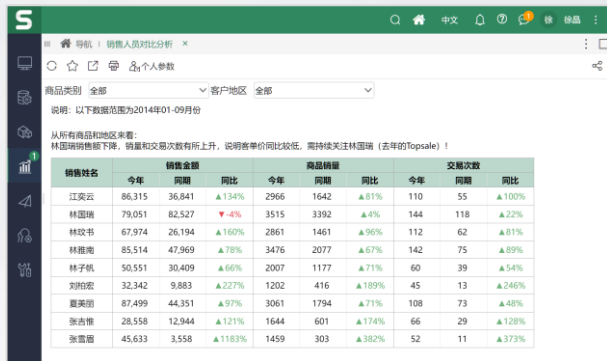 S
中文
1
徐
徐晶
导航
销售人员对比分析 ×
个人参数
商品类别 全部 客户地区 全部
说明：以下数据范围为2014年01-09月份
从所有商品和地区来看：
林国瑞销售额下降，销量和交易次数有所上升，说明客单价同比较低，需持续关注林国瑞（去年的Topsale）！
1
销售姓名 销售金额 商品销量 交易次数
今年 同期 同比 今年 同期 同比 今年 同期 同比
江奕云 86,315 36,841 ▲134% 2966 1642 ▲81% 110 55 ▲100%
林国瑞 79,051 82,527 ▼-4% 3515 3392 ▲4% 144 118 ▲22%
林玟书 67,974 26,194 ▲160% 2861 1461 ▲96% 112 62 ▲81%
林雅南 85,514 47,969 ▲78% 3476 2077 ▲67% 142 75 ▲89%
林子帆 50,551 30,409 ▲66% 2007 1177 ▲71% 60 39 ▲54%
刘柏宏 32,342 9,883 ▲227% 1202 416 ▲189% 45 13 ▲246%
夏美丽 87,499 44,351 ▲97% 3061 1794 ▲71% 108 73 ▲48%
张吉惟 28,558 12,944 ▲121% 1644 601 ▲174% 66 29 ▲128%
张雪眉 45,633 3,558 ▲1183% 1459 303 ▲382% 52 11 ▲373%